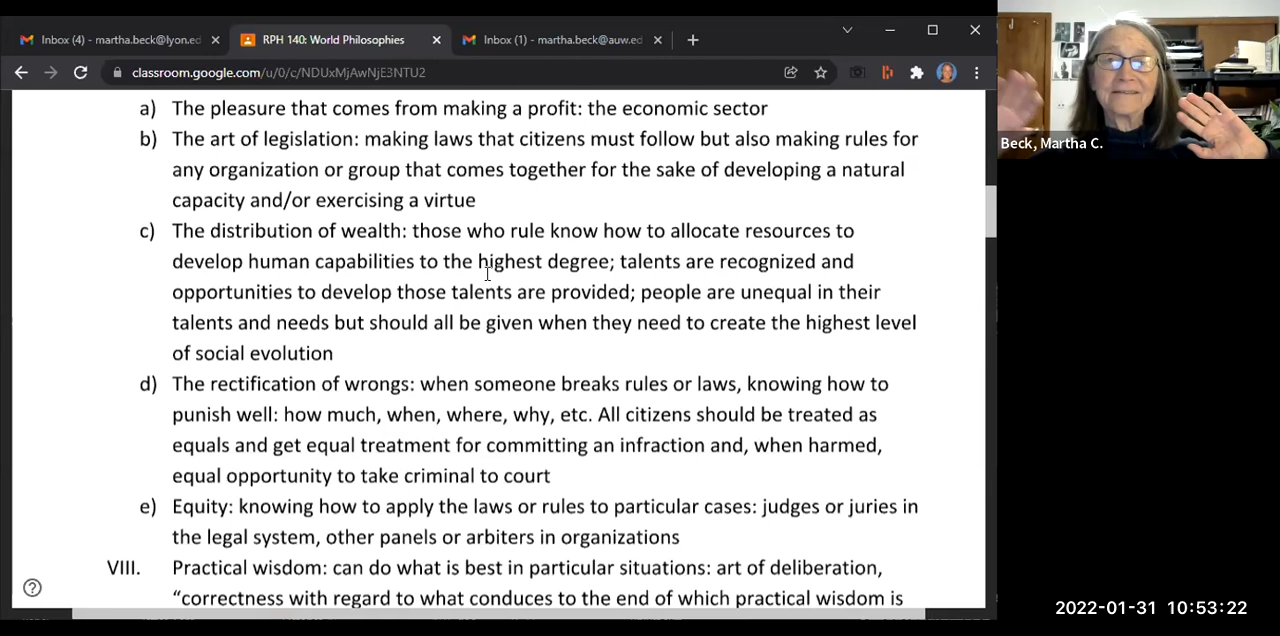 Inbox (4) - martha.beck@lyon.ed
RPH 140: World Philosophies
Inbox (1) - martha.beck@auw.ed
classroom.google.com/u/0/c/NDUxMjAwNjE3NTU2
a) The pleasure that comes from making a profit: the economic sector
b) The art of legislation: making laws that citizens must follow but also making rules for
any organization or group that comes together for the sake of developing a natural
capacity and/or exercising a virtue
c) The distribution of wealth: those who rule know how to allocate resources to
develop human capabilities to the highest degree; talents are recognized and
opportunities to develop those talents are provided; people are unequal in their
talents and needs but should all be given when they need to create the highest level
of social evolution
d) The rectification of wrongs: when someone breaks rules or laws, knowing how to
punish well: how much, when, where, why, etc. All citizens should be treated as
equals and get equal treatment for committing an infraction and, when harmed,
equal opportunity to take criminal to court
e) Equity: knowing how to apply the laws or rules to particular cases: judges or juries in
the legal system, other panels or arbiters in organizations
VIII. Practical wisdom: can do what is best in particular situations: art of deliberation,
“correctness with regard to what conduces to the end of which practical wisdom is
Beck, Martha C.
2022-01-31 10:53:22